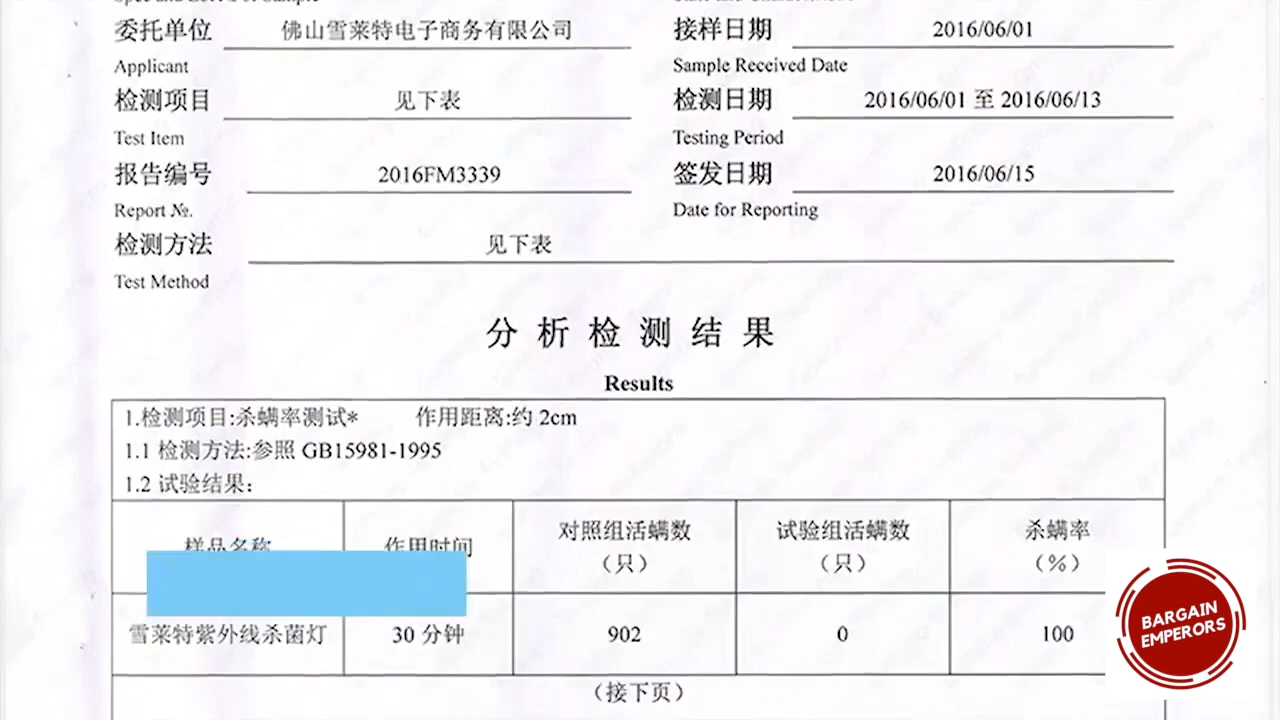 委托单位 佛山雪莱特电子商务有限公司 接样日期 2016/06/01
Applicant Sample Received Date
检测项目 见下表 检测日期 2016/06/01 至 2016/06/13
Test Item Testing Period
报告编号 2016FM3339 签发日期 2016/06/15
Report №. Date for Reporting
检测方法 见下表
Test Method
分析检测结果
Results
1.检测项目:杀螨率测试* 作用距离:约 2cm
1.1 检测方法:参照 GB15981-1995
1.2 试验结果:
样品名称 作用时间 对照组活螨数（只） 试验组活螨数（只） 杀螨率（%）
雪莱特紫外线杀菌灯 30 分钟 902 0 100
（接下页）
BARGAIN
EMPERORS